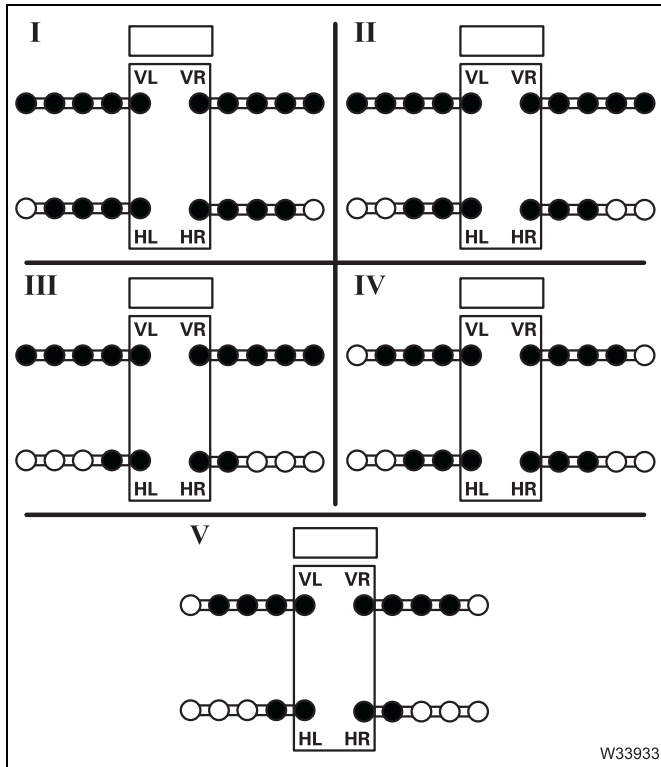 I
VL VR
HL HR
II
VL VR
HL HR
III
VL VR
HL HR
IV
VL VR
HL HR
V
VL VR
HL HR
W33933